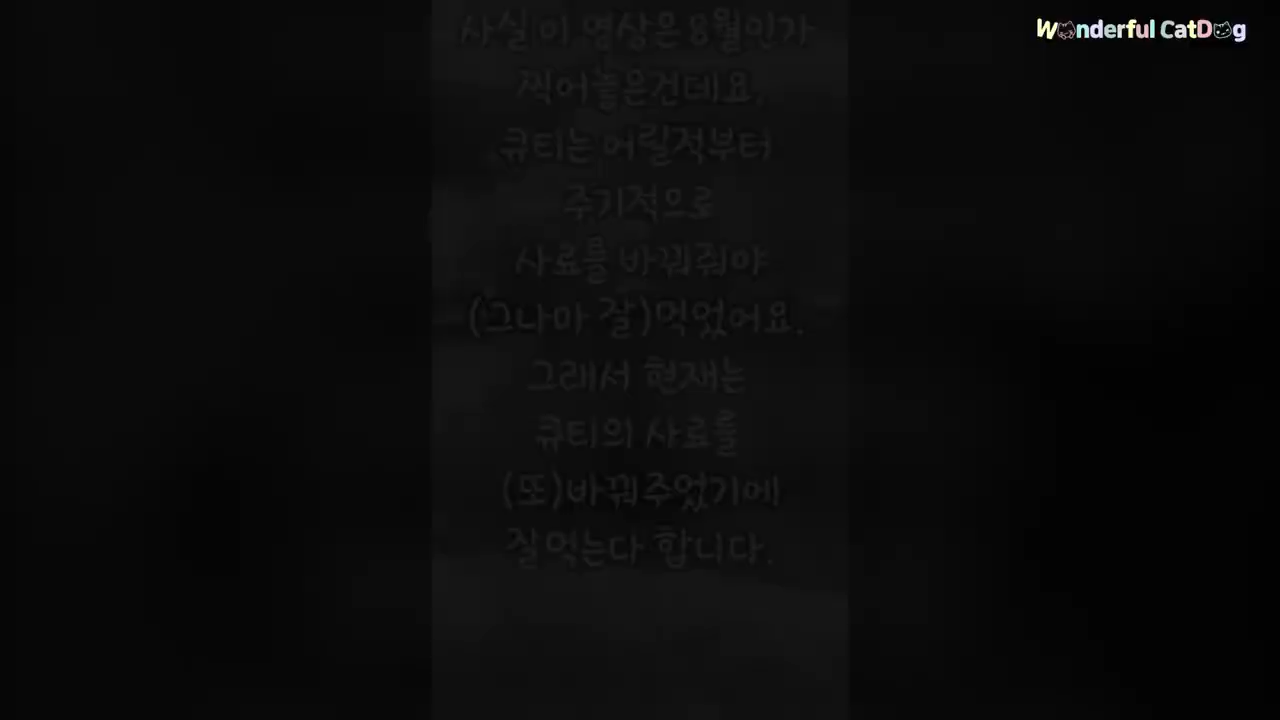 Wonderful CatDog
사실 이 영상은 8월인가
찍어놓은건데요.
큐티는 어릴적부터
주기적으로
사료를 바꿔줘야
(그나마 잘)먹었어요.
그래서 현재는
큐티의 사료를
(또)바꿔주었기에
잘먹는다 합니다.